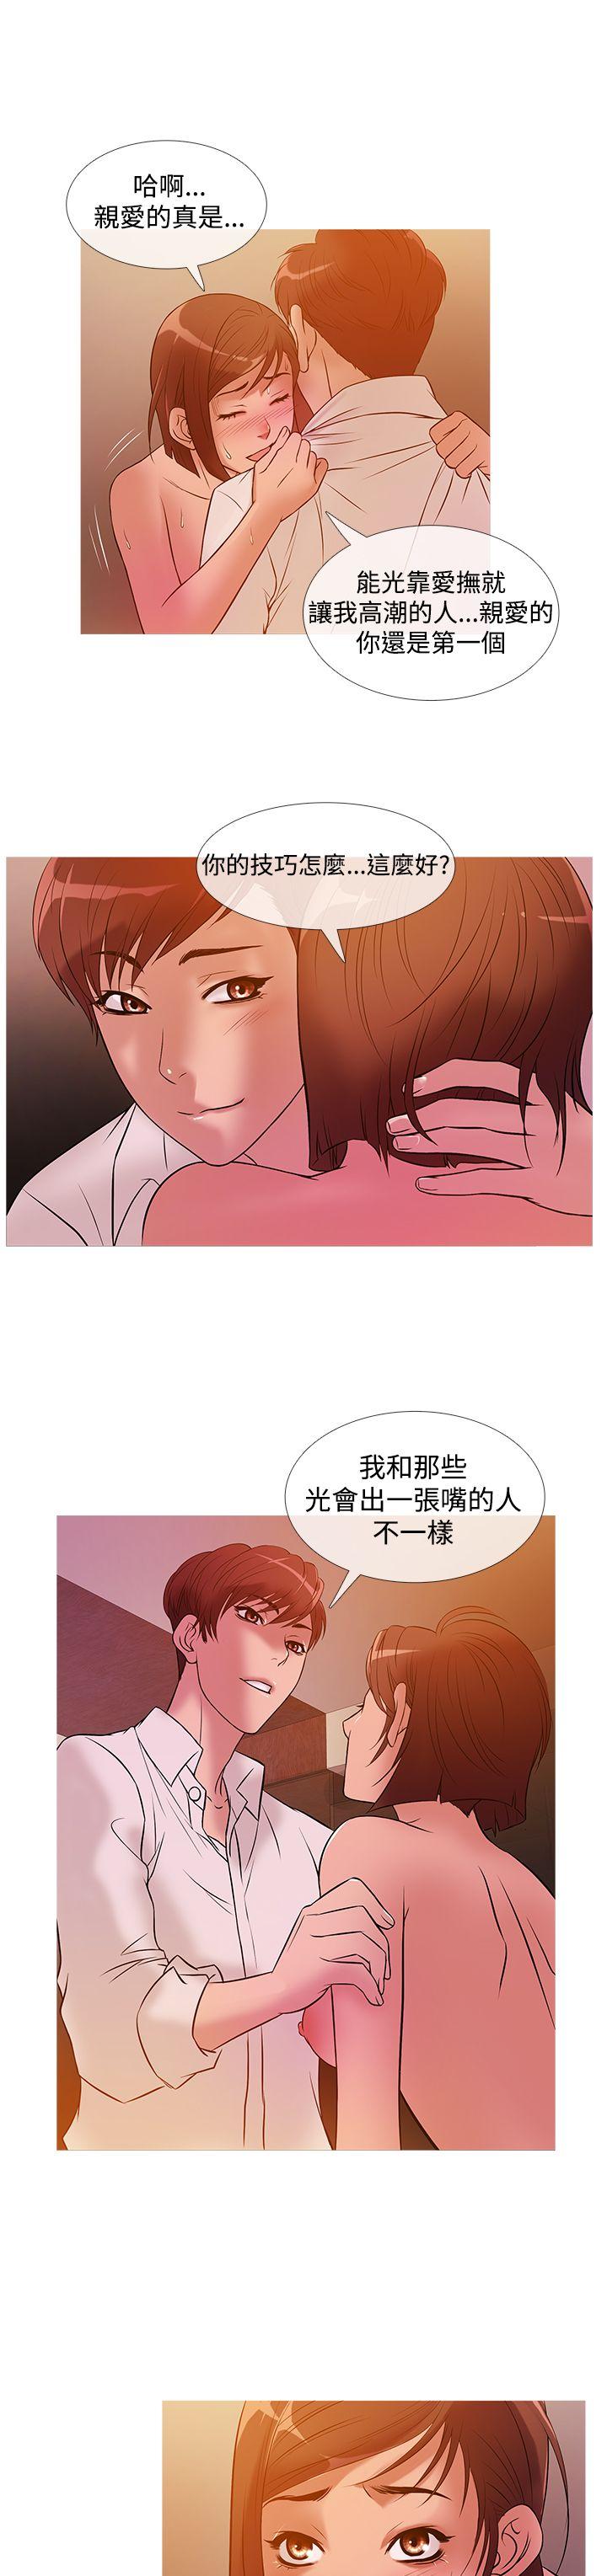 哈啊...
親愛的真是...
能光靠愛撫就
讓我高潮的人...親愛的
你還是第一個
你的技巧怎麼...這麼好?
我和那些
光會出一張嘴的人
不一樣